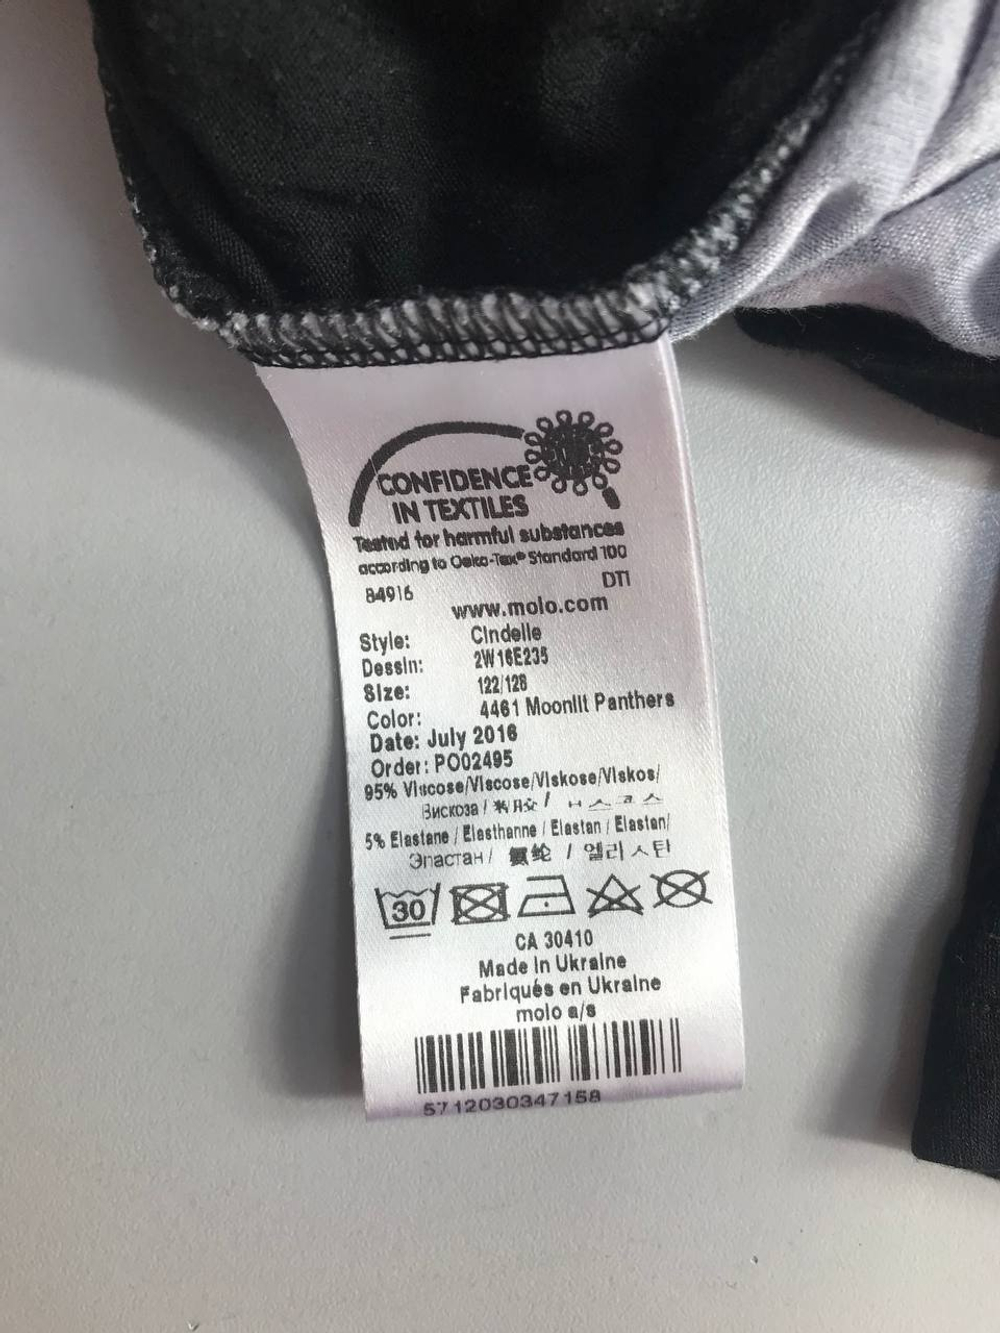 CONFIDENCE
IN TEXTILES
Tested for harmful substances
according to Oeko-Tex® Standard 100
84916 DTI
www.molo.com
Style: Cindelle
Dessin: 2W16E235
Size: 122/128
Color: 4461 Moonlit Panthers
Date: July 2016
Order: PO02495
95% Viscose/Viscose/Viskose/Viskos/
Вискоза /
5% Elastane / Elasthanne / Elastan / Elastan/
Эластан / 氨纶 / 엘리스탄
30
CA 30410
Made in Ukraine
Fabriqués en Ukraine
molo a/s
5712030347158